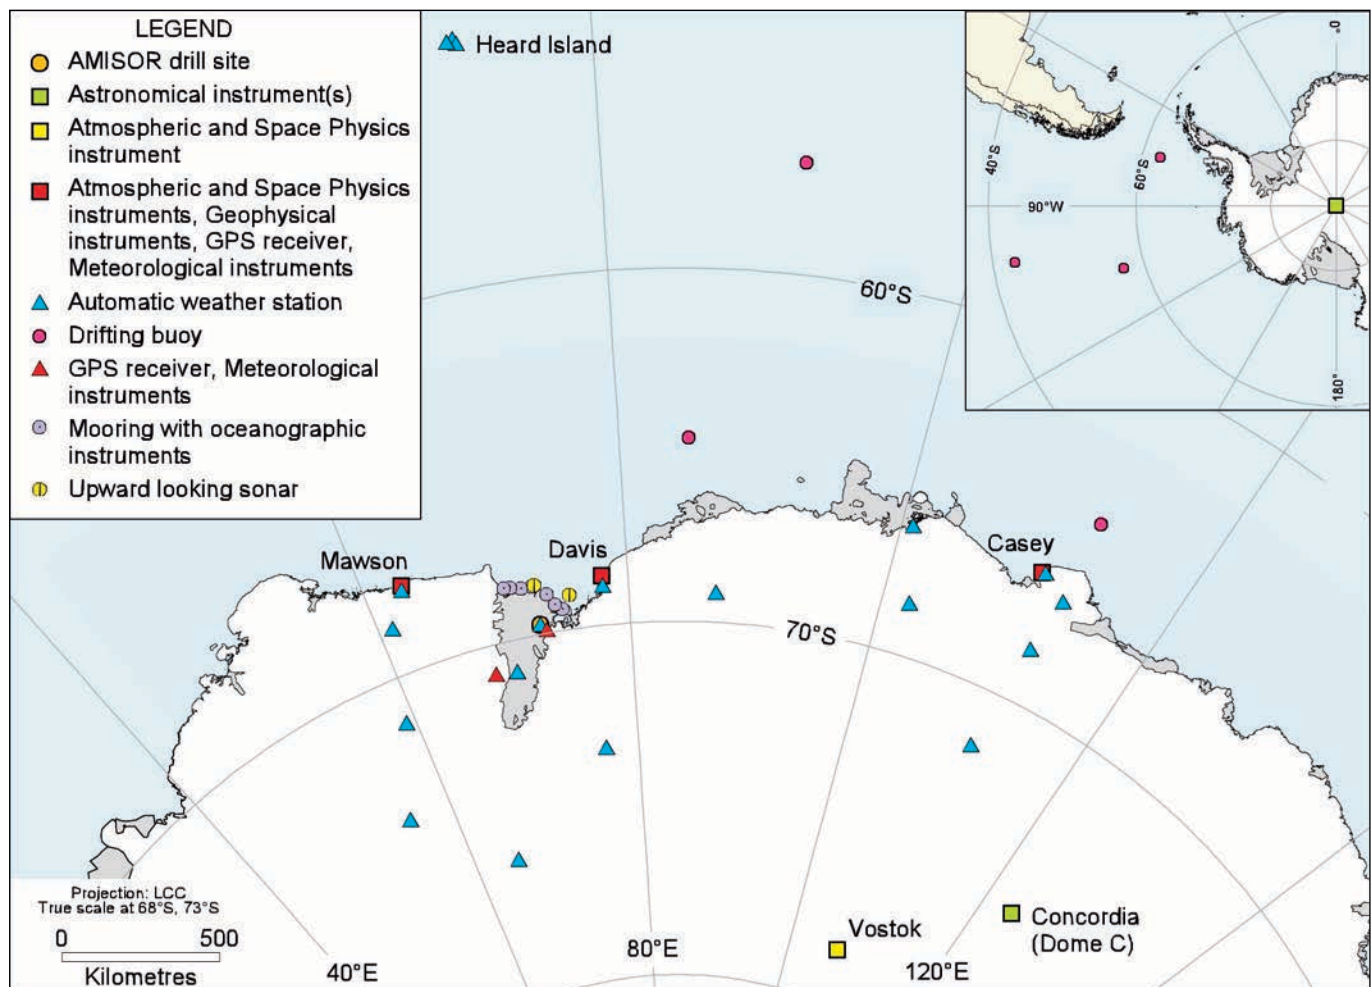 LEGEND
AMISOR drill site
Astronomical instrument(s)
Atmospheric and Space Physics
instrument
Atmospheric and Space Physics
instruments, Geophysical
instruments, GPS receiver,
Meteorological instruments
Automatic weather station
Drifting buoy
GPS receiver, Meteorological
instruments
Mooring with oceanographic
instruments
Upward looking sonar
Heard Island
0°
40°S
60°S
90°W
180°
60°S
Mawson
Davis
Casey
70°S
Projection: LCC
True scale at 68°S, 73°S
0 500
Kilometres
40°E
80°E
120°E
Vostok
Concordia
(Dome C)